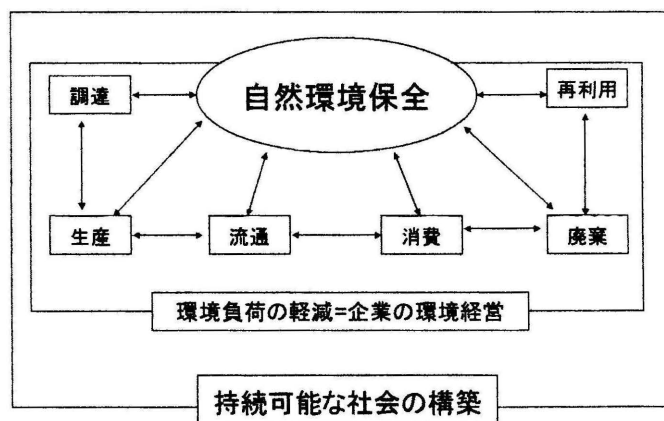 自然環境保全
調達
再利用
生産
流通
消費
廃棄
環境負荷の軽減=企業の環境経営
持続可能な社会の構築